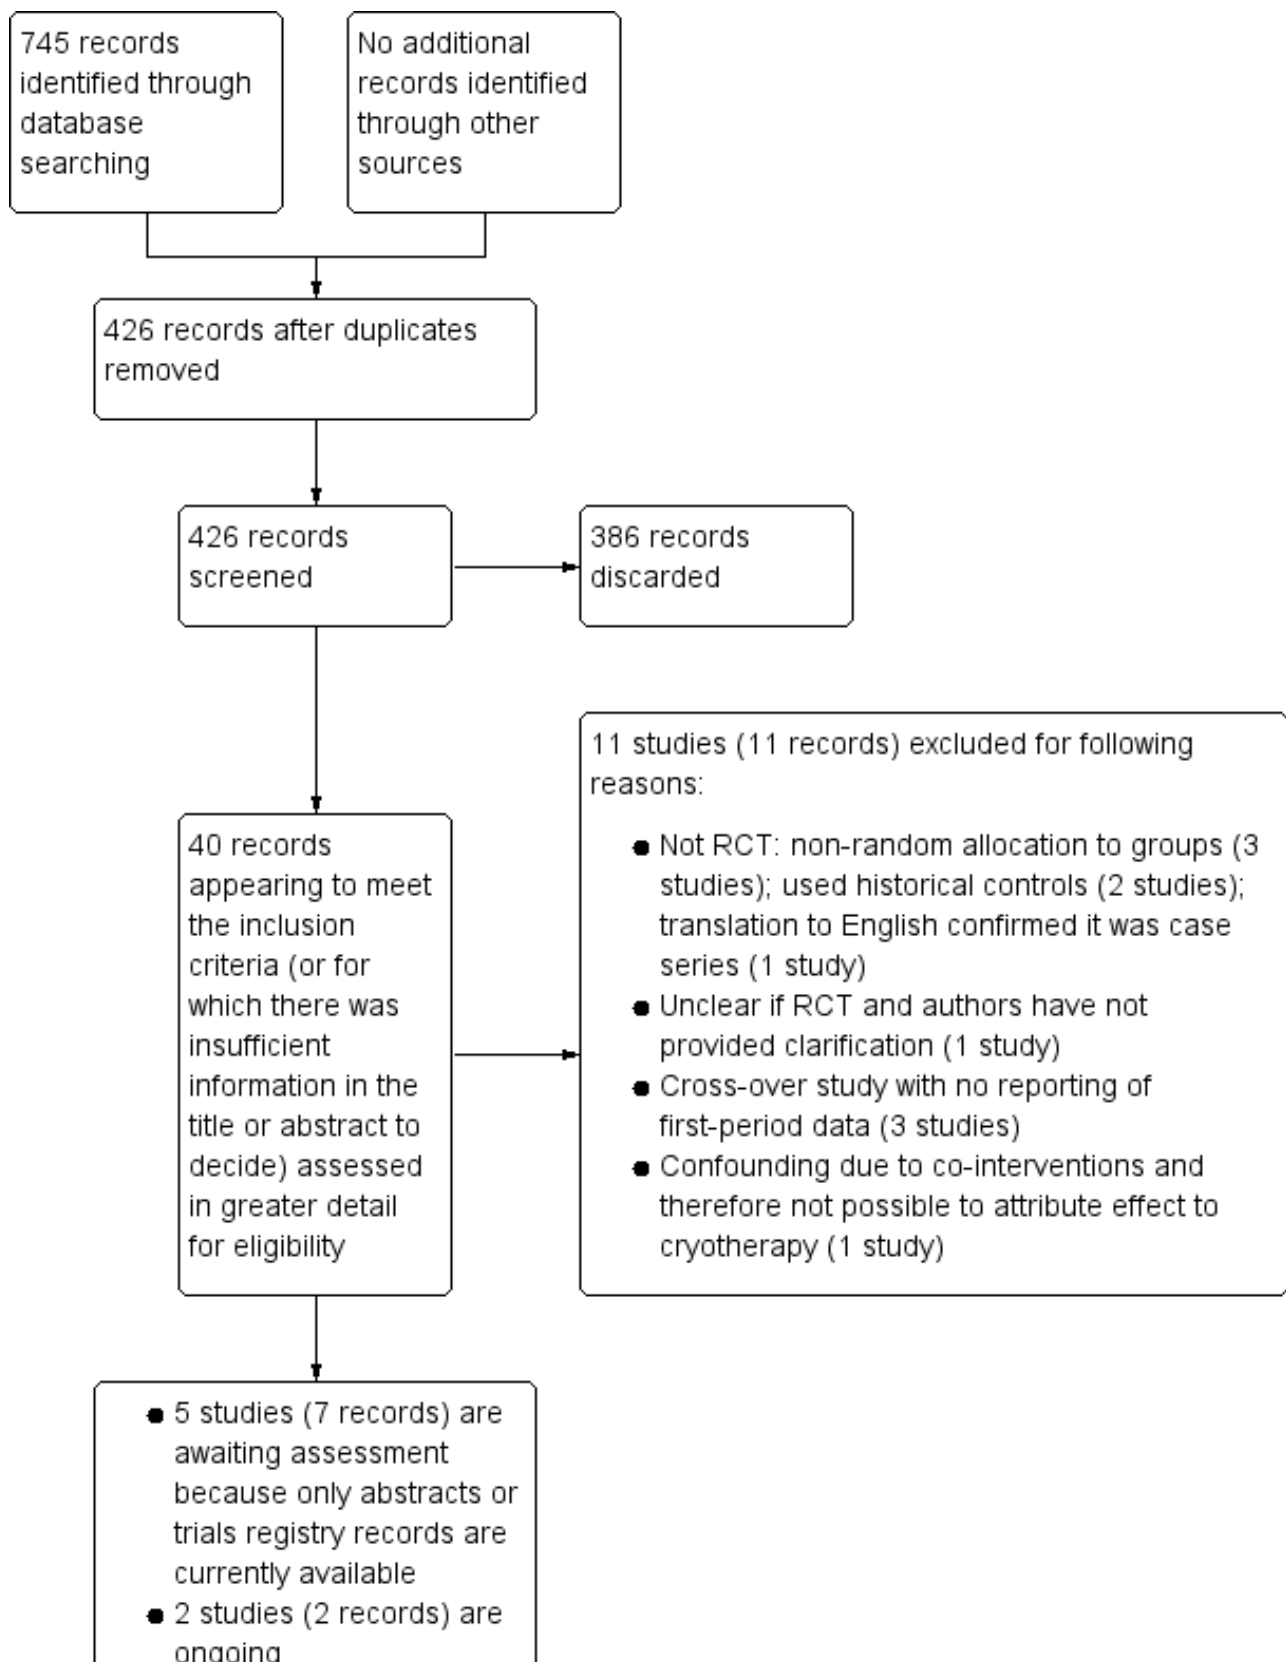 745 records
identified through
database
searching
No additional
records identified
through other
sources
426 records after duplicates
removed
426 records
screened
386 records
discarded
40 records
appearing to meet
the inclusion
criteria (or for
which there was
insufficient
information in the
title or abstract to
decide) assessed
in greater detail
for eligibility
11 studies (11 records) excluded for following
reasons:
● Not RCT: non-random allocation to groups (3
studies); used historical controls (2 studies);
translation to English confirmed it was case
series (1 study)
● Unclear if RCT and authors have not
provided clarification (1 study)
● Cross-over study with no reporting of
first-period data (3 studies)
● Confounding due to co-interventions and
therefore not possible to attribute effect to
cryotherapy (1 study)
● 5 studies (7 records) are
awaiting assessment
because only abstracts or
trials registry records are
currently available
● 2 studies (2 records) are
ongoing